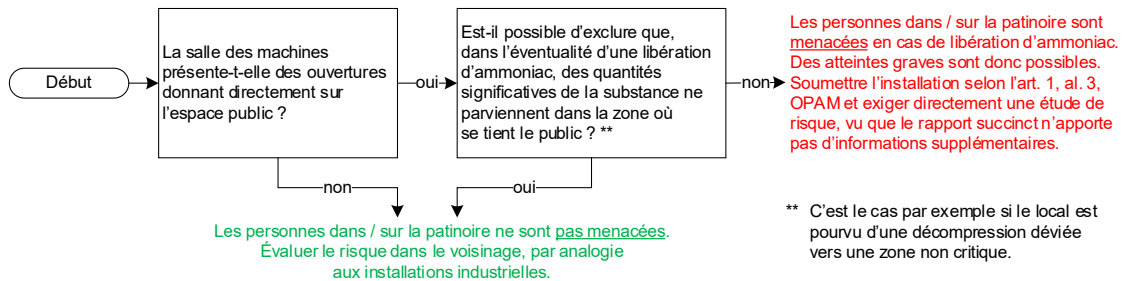 Début
La salle des machines
présente-t-elle des ouvertures
donnant directement sur
l'espace public ?
oui
Est-il possible d'exclure que,
dans l'éventualité d'une libération
d'ammoniac, des quantités
significatives de la substance ne
parviennent dans la zone où
se tient le public ? **
non
Les personnes dans / sur la patinoire sont
menacées en cas de libération d'ammoniac.
Des atteintes graves sont donc possibles.
Soumettre l'installation selon l'art. 1, al. 3,
OPAM et exiger directement une étude de
risque, vu que le rapport succinct n'apporte
pas d'informations supplémentaires.
non
oui
Les personnes dans / sur la patinoire ne sont pas menacées.
Évaluer le risque dans le voisinage, par analogie
aux installations industrielles.
** C'est le cas par exemple si le local est
pourvu d'une décompression déviée
vers une zone non critique.